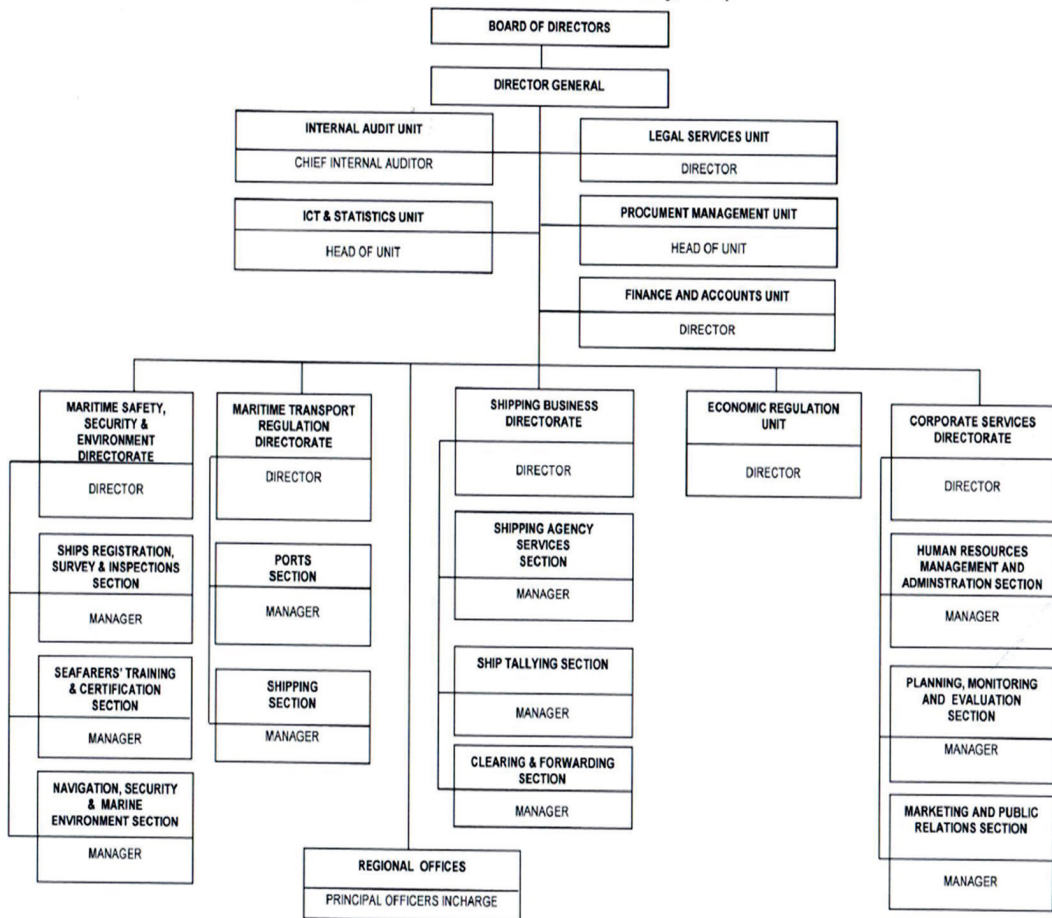 BOARD OF DIRECTORS
DIRECTOR GENERAL
INTERNAL AUDIT UNIT
CHIEF INTERNAL AUDITOR
LEGAL SERVICES UNIT
DIRECTOR
ICT & STATISTICS UNIT
HEAD OF UNIT
PROCUMENT MANAGEMENT UNIT
HEAD OF UNIT
FINANCE AND ACCOUNTS UNIT
DIRECTOR
MARITIME SAFETY,
SECURITY &
ENVIRONMENT
DIRECTORATE
DIRECTOR
SHIPS REGISTRATION,
SURVEY & INSPECTIONS
SECTION
MANAGER
SEAFARERS' TRAINING
& CERTIFICATION
SECTION
MANAGER
NAVIGATION, SECURITY
& MARINE
ENVIRONMENT SECTION
MANAGER
MARITIME TRANSPORT
REGULATION
DIRECTORATE
DIRECTOR
PORTS
SECTION
MANAGER
SHIPPING
SECTION
MANAGER
REGIONAL OFFICES
PRINCIPAL OFFICERS INCHARGE
SHIPPING BUSINESS
DIRECTORATE
DIRECTOR
SHIPPING AGENCY
SERVICES
SECTION
MANAGER
SHIP TALLYING SECTION
MANAGER
CLEARING & FORWARDING
SECTION
MANAGER
ECONOMIC REGULATION
UNIT
DIRECTOR
CORPORATE SERVICES
DIRECTORATE
DIRECTOR
HUMAN RESOURCES
MANAGEMENT AND
ADMINSTRATION SECTION
MANAGER
PLANNING, MONITORING
AND EVALUATION
SECTION
MANAGER
MARKETING AND PUBLIC
RELATIONS SECTION
MANAGER